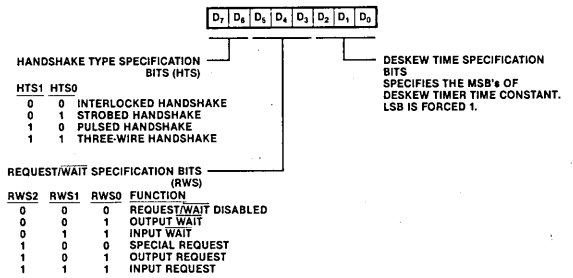 D7 D6 D5 D4 D3 D2 D1 D0
HANDSHAKE TYPE SPECIFICATION
BITS (HTS)
HTS1 HTS0
0 0 INTERLOCKED HANDSHAKE
0 1 STROBED HANDSHAKE
1 0 PULSED HANDSHAKE
1 1 THREE-WIRE HANDSHAKE
DESKEW TIME SPECIFICATION
BITS
SPECIFIES THE MSB's OF
DESKEW TIMER TIME CONSTANT.
LSB IS FORCED 1.
REQUEST/WAIT SPECIFICATION BITS
(RWS)
RWS2 RWS1 RWS0 FUNCTION
0 0 0 REQUEST/WAIT DISABLED
0 0 1 OUTPUT WAIT
0 1 1 INPUT WAIT
1 0 0 SPECIAL REQUEST
1 0 1 OUTPUT REQUEST
1 1 1 INPUT REQUEST